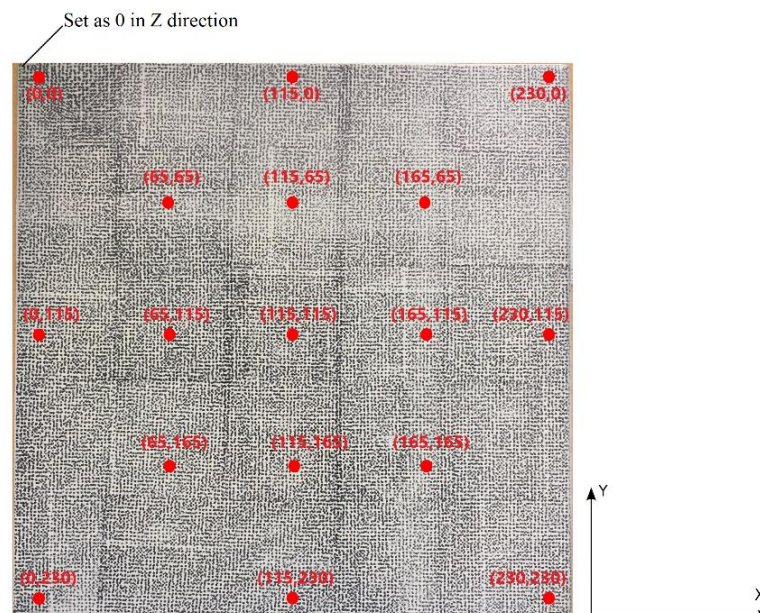 Set as 0 in Z direction
(0,0) (115,0) (230,0)
(65,65) (115,65) (165,65)
(0,115) (65,115) (115,115) (165,115) (230,115)
(65,165) (115,165) (165,165)
Y
(0,230) (115,230) (230,230)
X